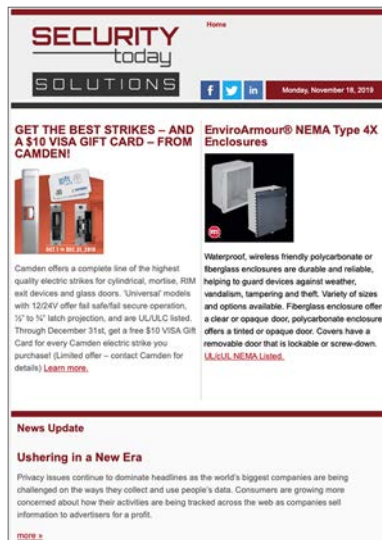 SECURITY
today
SOLUTIONS
Home
Monday, November 18, 2019
GET THE BEST STRIKES – AND
A $10 VISA GIFT CARD – FROM
CAMDEN!
OCT 1 to DEC 31, 2019
Camden offers a complete line of the highest
quality electric strikes for cylindrical, mortise, RIM
exit devices and glass doors. 'Universal' models
with 12/24V offer fail safe/fail secure operation,
½" to ¾" latch projection, and are UL/ULC listed.
Through December 31st, get a free $10 VISA Gift
Card for every Camden electric strike you
purchase! (Limited offer – contact Camden for
details) Learn more.
EnviroArmour® NEMA Type 4X
Enclosures
Waterproof, wireless friendly polycarbonate or
fiberglass enclosures are durable and reliable,
helping to guard devices against weather,
vandalism, tampering and theft. Variety of sizes
and options available. Fiberglass enclosure offer
a clear or opaque door, polycarbonate enclosure
offers a tinted or opaque door. Covers have a
removable door that is lockable or screw-down.
UL/cUL NEMA Listed.
News Update
Ushering in a New Era
Privacy issues continue to dominate headlines as the world's biggest companies are being
challenged on the ways they collect and use people's data. Consumers are growing more
concerned about how their activities are being tracked across the web as companies sell
information to advertisers for a profit.
more »